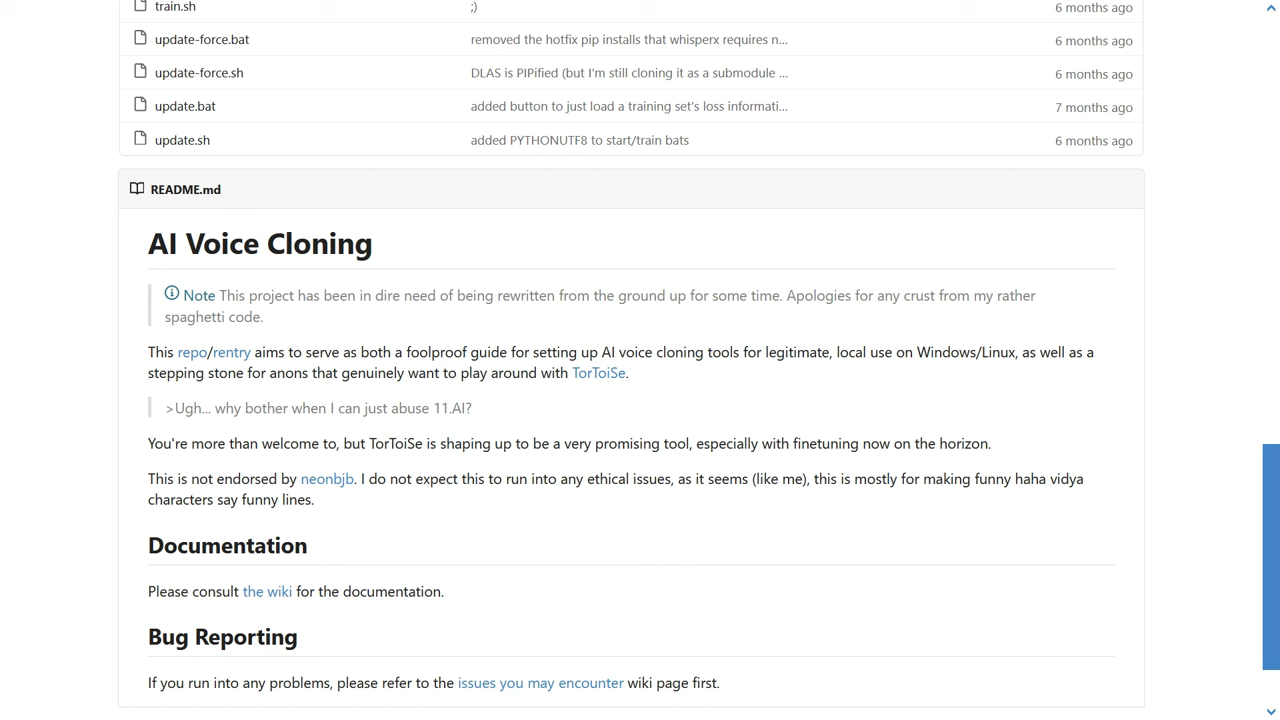 train.sh ;) 6 months ago
update-force.bat removed the hotfix pip installs that whisperx requires n... 6 months ago
update-force.sh DLAS is PIPified (but I'm still cloning it as a submodule ... 6 months ago
update.bat added button to just load a training set's loss informati... 7 months ago
update.sh added PYTHONUTF8 to start/train bats 6 months ago
README.md
AI Voice Cloning
Note This project has been in dire need of being rewritten from the ground up for some time. Apologies for any crust from my rather
spaghetti code.
This repo/rentry aims to serve as both a foolproof guide for setting up AI voice cloning tools for legitimate, local use on Windows/Linux, as well as a
stepping stone for anons that genuinely want to play around with TorToiSe.
>Ugh... why bother when I can just abuse 11.AI?
You're more than welcome to, but TorToiSe is shaping up to be a very promising tool, especially with finetuning now on the horizon.
This is not endorsed by neonbjb. I do not expect this to run into any ethical issues, as it seems (like me), this is mostly for making funny haha vidya
characters say funny lines.
Documentation
Please consult the wiki for the documentation.
Bug Reporting
If you run into any problems, please refer to the issues you may encounter wiki page first.